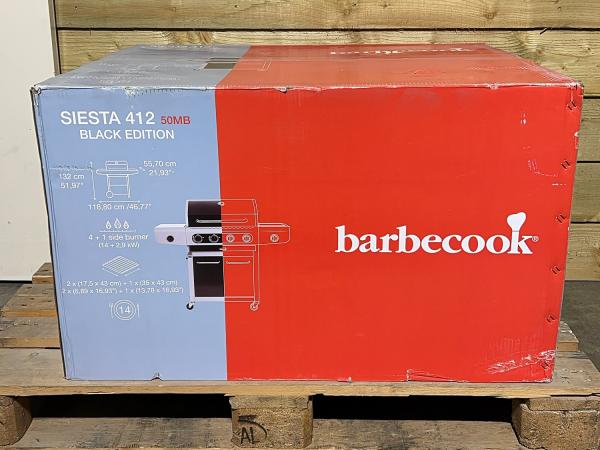 SIESTA 412 50MB
BLACK EDITION
132 cm
51,97"
55,70 cm
21,93"
118,80 cm /46,77"
4 + 1 side burner
(14 + 2,9 kW)
2 x (17,5 x 43 cm) + 1 x (35 x 43 cm)
2 x (6,89 x 16,93") + 1 x (13,78 x 16,93")
14
barbecook®
AL